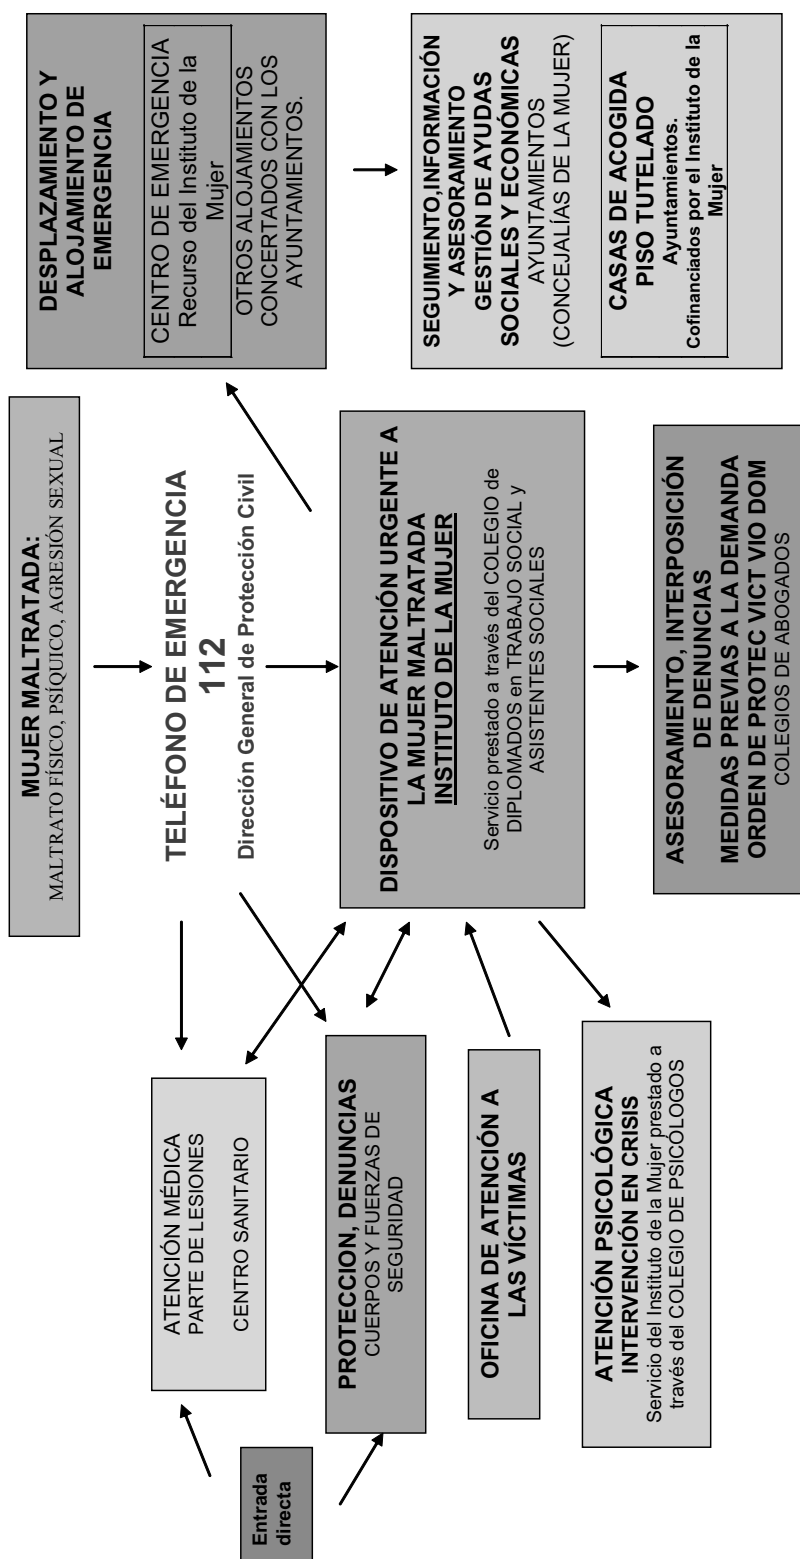 MUJER MALTRATADA:
MALTRATO FÍSICO, PSÍQUICO, AGRESIÓN SEXUAL
TELÉFONO DE EMERGENCIA
112
Dirección General de Protección Civil
Entrada
directa
ATENCIÓN MÉDICA
PARTE DE LESIONES
CENTRO SANITARIO
PROTECCION, DENUNCIAS
CUERPOS Y FUERZAS DE
SEGURIDAD
OFICINA DE ATENCIÓN A
LAS VÍCTIMAS
ATENCIÓN PSICOLÓGICA
INTERVENCIÓN EN CRISIS
Servicio del Instituto de la Mujer prestado a
través del COLEGIO DE PSICÓLOGOS
DISPOSITIVO DE ATENCIÓN URGENTE A
LA MUJER MALTRATADA
INSTITUTO DE LA MUJER
Servicio prestado a través del COLEGIO de
DIPLOMADOS en TRABAJO SOCIAL y
ASISTENTES SOCIALES
ASESORAMIENTO, INTERPOSICIÓN
DE DENUNCIAS
MEDIDAS PREVIAS A LA DEMANDA
ORDEN DE PROTEC VICT VIO DOM
COLEGIOS DE ABOGADOS
DESPLAZAMIENTO Y
ALOJAMIENTO DE
EMERGENCIA
CENTRO DE EMERGENCIA
Recurso del Instituto de la
Mujer
OTROS ALOJAMIENTOS
CONCERTADOS CON LOS
AYUNTAMIENTOS.
SEGUIMIENTO,INFORMACIÓN
Y ASESORAMIENTO
GESTIÓN DE AYUDAS
SOCIALES Y ECONÓMICAS
AYUNTAMIENTOS
(CONCEJALÍAS DE LA MUJER)
CASAS DE ACOGIDA
PISO TUTELADO
Ayuntamientos.
Cofinanciados por el Instituto de la
Mujer